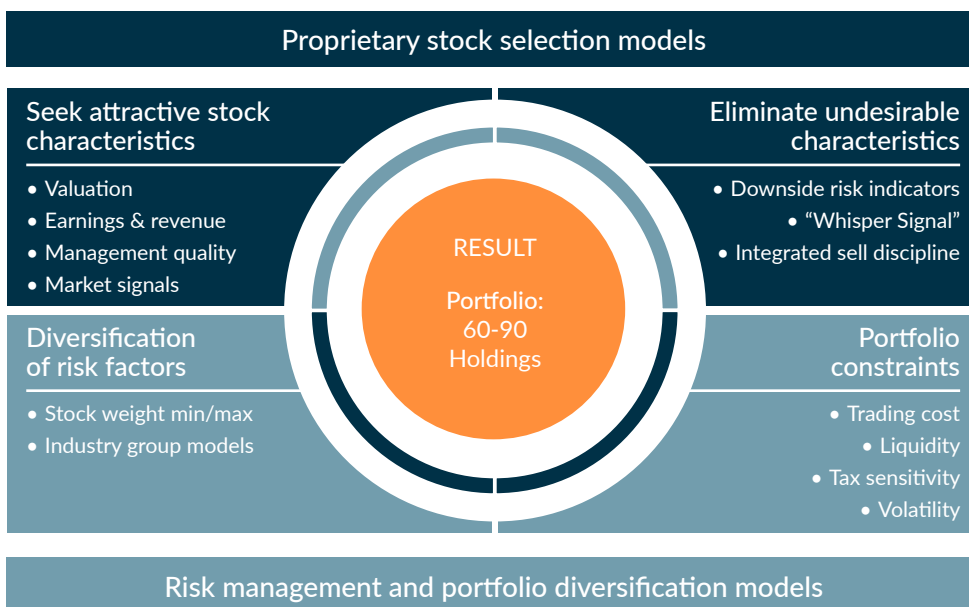 Proprietary stock selection models
Seek attractive stock
characteristics
• Valuation
• Earnings & revenue
• Management quality
• Market signals
Eliminate undesirable
characteristics
• Downside risk indicators
• “Whisper Signal”
• Integrated sell discipline
RESULT
Portfolio:
60-90
Holdings
Diversification
of risk factors
• Stock weight min/max
• Industry group models
Portfolio
constraints
• Trading cost
• Liquidity
• Tax sensitivity
• Volatility
Risk management and portfolio diversification models